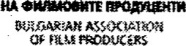 НА ФИЛМОВИТЕ ПРОДУЦЕНТИ
BULGARIAN ASSOCIATION
OF FILM PRODUCERS